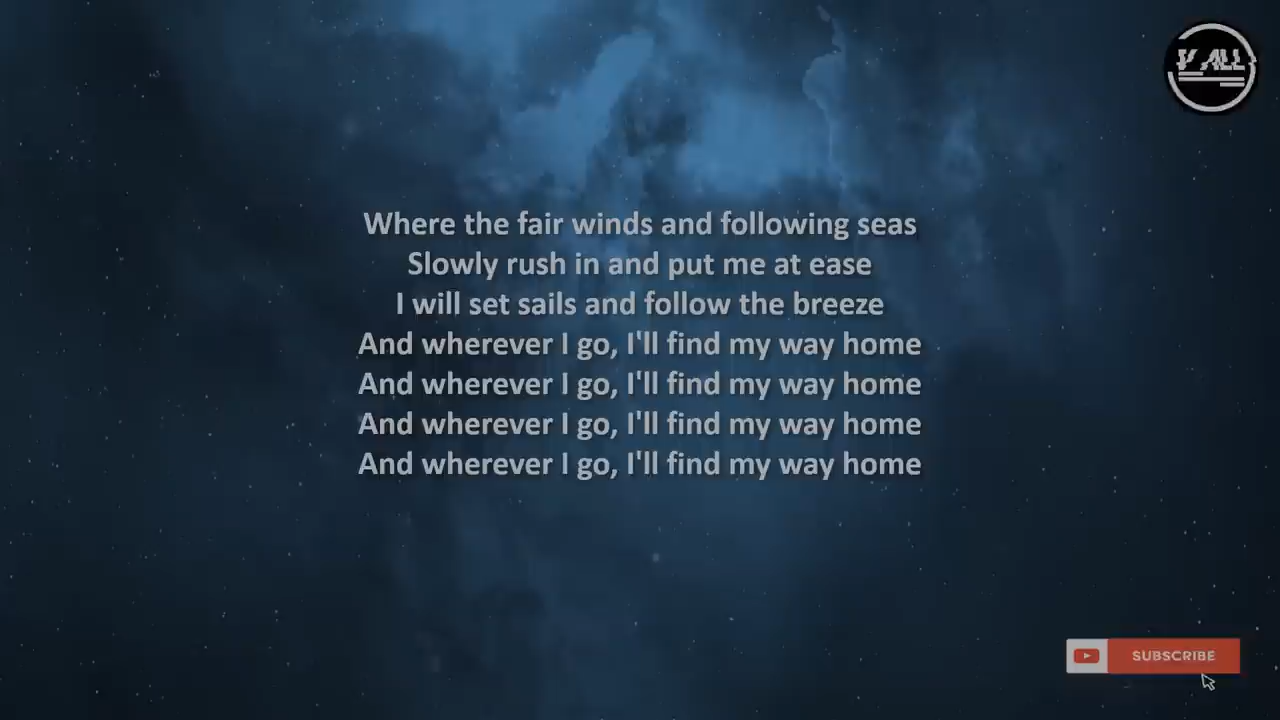 V ALL
Where the fair winds and following seas
Slowly rush in and put me at ease
I will set sails and follow the breeze
And wherever I go, I'll find my way home
And wherever I go, I'll find my way home
And wherever I go, I'll find my way home
And wherever I go, I'll find my way home
SUBSCRIBE